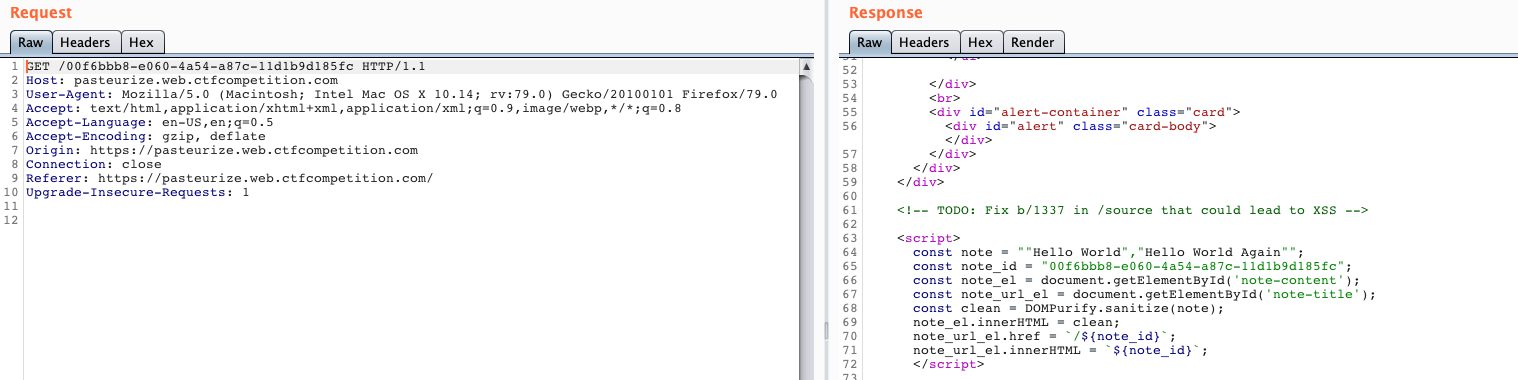 Request
Raw Headers Hex
1 GET /00f6bbb8-e060-4a54-a87c-11d1b9d185fc HTTP/1.1
2 Host: pasteurize.web.ctfcompetition.com
3 User-Agent: Mozilla/5.0 (Macintosh; Intel Mac OS X 10.14; rv:79.0) Gecko/20100101 Firefox/79.0
4 Accept: text/html,application/xhtml+xml,application/xml;q=0.9,image/webp,*/*;q=0.8
5 Accept-Language: en-US,en;q=0.5
6 Accept-Encoding: gzip, deflate
7 Origin: https://pasteurize.web.ctfcompetition.com
8 Connection: close
9 Referer: https://pasteurize.web.ctfcompetition.com/
10 Upgrade-Insecure-Requests: 1
11
12
Response
Raw Headers Hex Render
52
53 </div>
54 <br>
55 <div id="alert-container" class="card">
56 <div id="alert" class="card-body">
</div>
57 </div>
58 </div>
59 </div>
60
61 <!-- TODO: Fix b/1337 in /source that could lead to XSS -->
62
63 <script>
64 const note = ""Hello World","Hello World Again"";
65 const note_id = "00f6bbb8-e060-4a54-a87c-11d1b9d185fc";
66 const note_el = document.getElementById('note-content');
67 const note_url_el = document.getElementById('note-title');
68 const clean = DOMPurify.sanitize(note);
69 note_el.innerHTML = clean;
70 note_url_el.href = `/${note_id}`;
71 note_url_el.innerHTML = `${note_id}`;
72 </script>
73